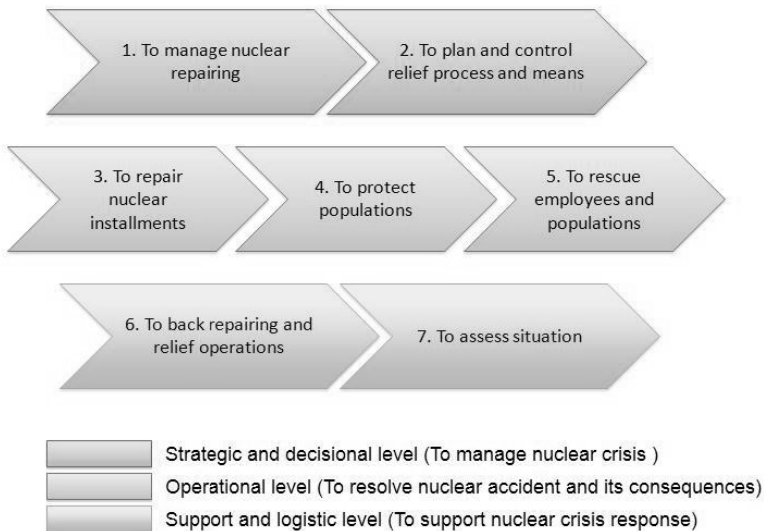 1. To manage nuclear
repairing
2. To plan and control
relief process and means
3. To repair
nuclear
installments
4. To protect
populations
5. To rescue
employees and
populations
6. To back repairing and
relief operations
7. To assess situation
Strategic and decisional level (To manage nuclear crisis )
Operational level (To resolve nuclear accident and its consequences)
Support and logistic level (To support nuclear crisis response)